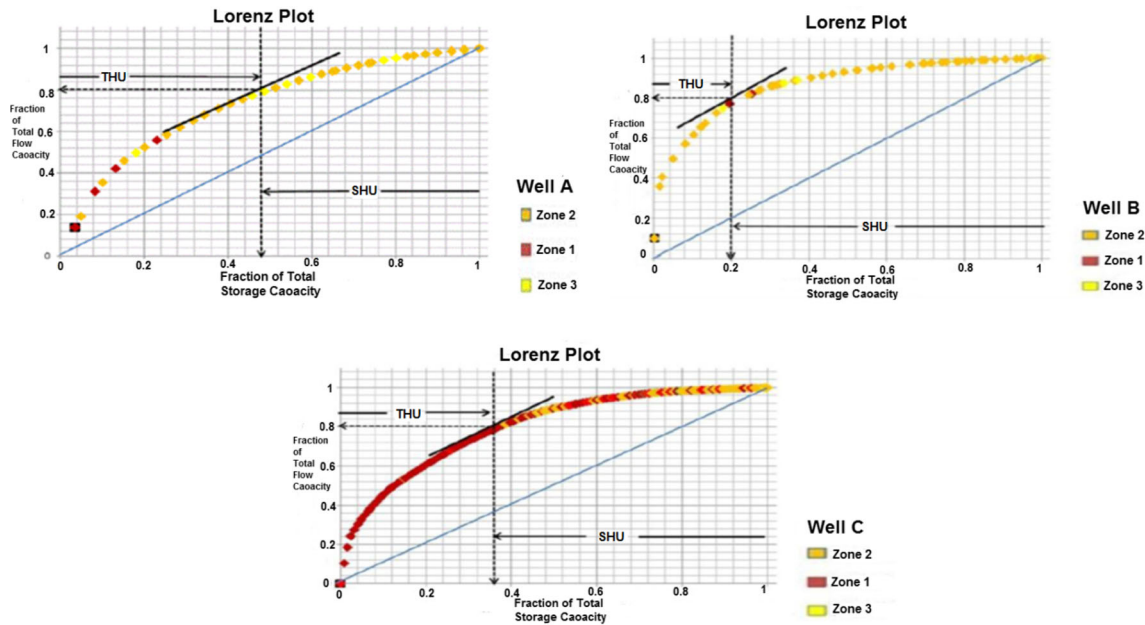 Lorenz Plot
1
THU
0.8
Fraction
of
Total
Flow
Caoacity
0.6
0.4
0.2
0
SHU
0
0.2
0.4
0.6
0.8
1
Fraction of Total
Storage Caoacity
Well A
Zone 2
Zone 1
Zone 3
Lorenz Plot
1
THU
0.8
Fraction
of
Total
Flow
Caoacity
0.6
0.4
0.2
0
SHU
0
0.2
0.4
0.6
0.8
1
Fraction of Total
Storage Caoacity
Well B
Zone 2
Zone 1
Zone 3
Lorenz Plot
1
THU
0.8
Fraction
of
Total
Flow
Caoacity
0.6
0.4
0.2
0
SHU
0
0.2
0.4
0.6
0.8
1
Fraction of Total
Storage Caoacity
Well C
Zone 2
Zone 1
Zone 3